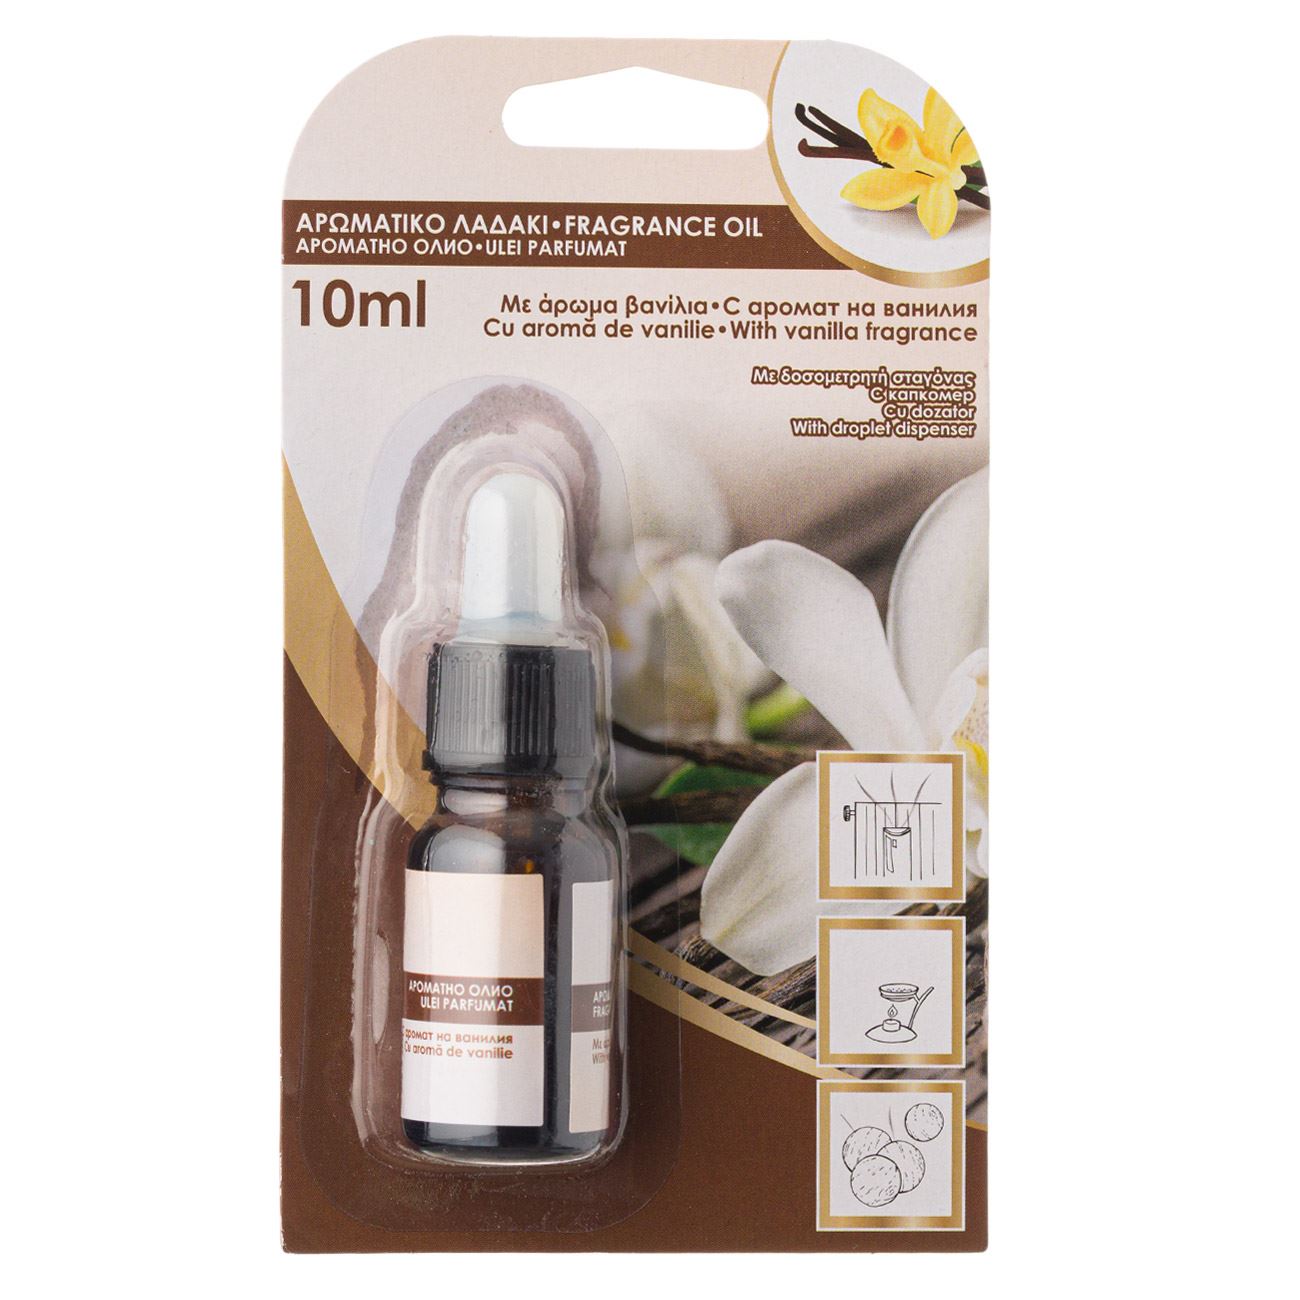 ΑΡΩΜΑΤΙΚΟ ΛΑΔΑΚΙ•FRAGRANCE OIL
АРОМАТНО ОЛИО•ULEI PARFUMAT
10ml
Με άρωμα βανίλια•С аромат на ванилия
Cu aromă de vanilie•With vanilla fragrance
Με δοσομετρητή σταγόνας
С капкомер
Cu dozator
With droplet dispenser
АРОМАТНО ОЛИО
ULEI PARFUMAT
С аромат на ванилия
Cu aromă de vanilie